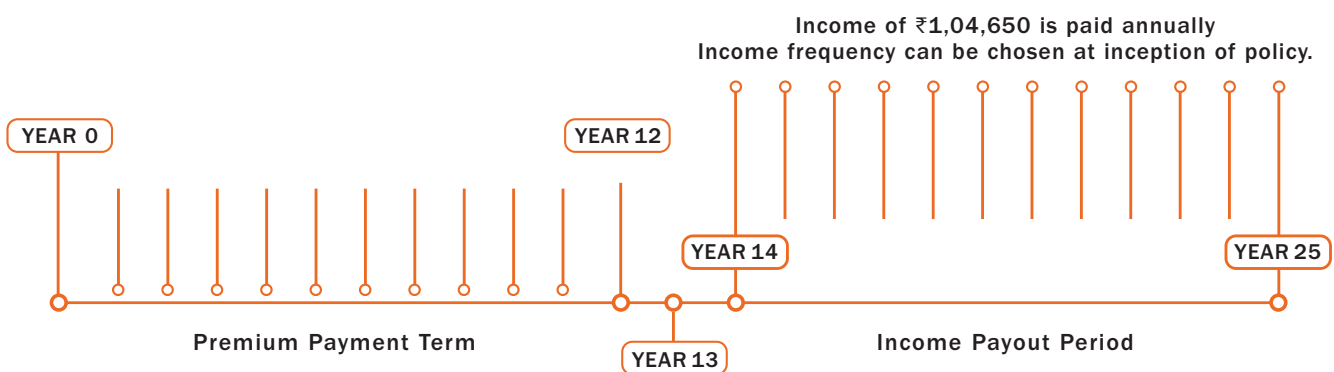 Income of ₹1,04,650 is paid annually
Income frequency can be chosen at inception of policy.
YEAR 0
YEAR 12
YEAR 14
YEAR 25
Premium Payment Term
Income Payout Period
YEAR 13